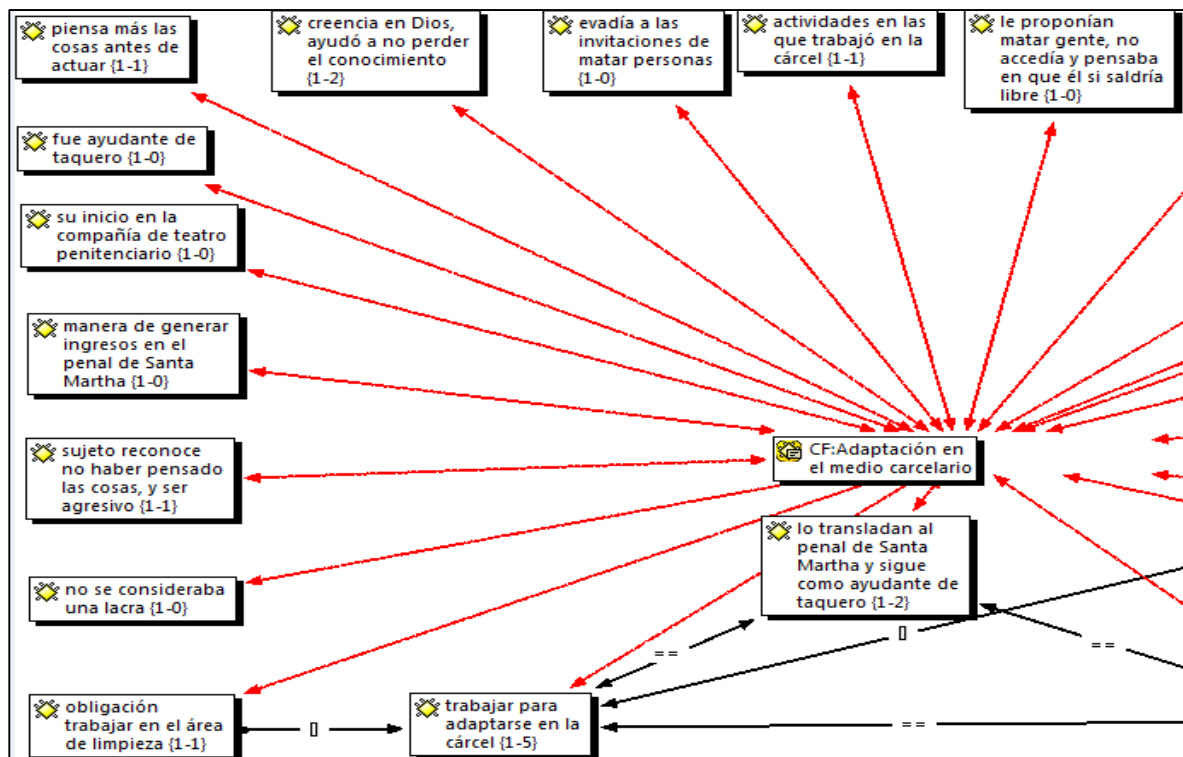 piensa más las
cosas antes de
actuar {1-1}
creencia en Dios,
ayudó a no perder
el conocimiento
{1-2}
evadía a las
invitaciones de
matar personas
{1-0}
actividades en las
que trabajó en la
cárcel {1-1}
le proponían
matar gente, no
accedía y pensaba
en que él si saldría
libre {1-0}
fue ayudante de
taquero {1-0}
su inicio en la
compañía de teatro
penitenciario {1-0}
manera de generar
ingresos en el
penal de Santa
Martha {1-0}
sujeto reconoce
no haber pensado
las cosas, y ser
agresivo {1-1}
CF:Adaptación en
el medio carcelario
lo transladan al
penal de Santa
Martha y sigue
como ayudante de
taquero {1-2}
no se consideraba
una lacra {1-0}
[]
==
==
obligación
trabajar en el área
de limpieza {1-1}
[]
trabajar para
adaptarse en la
cárcel {1-5}
==